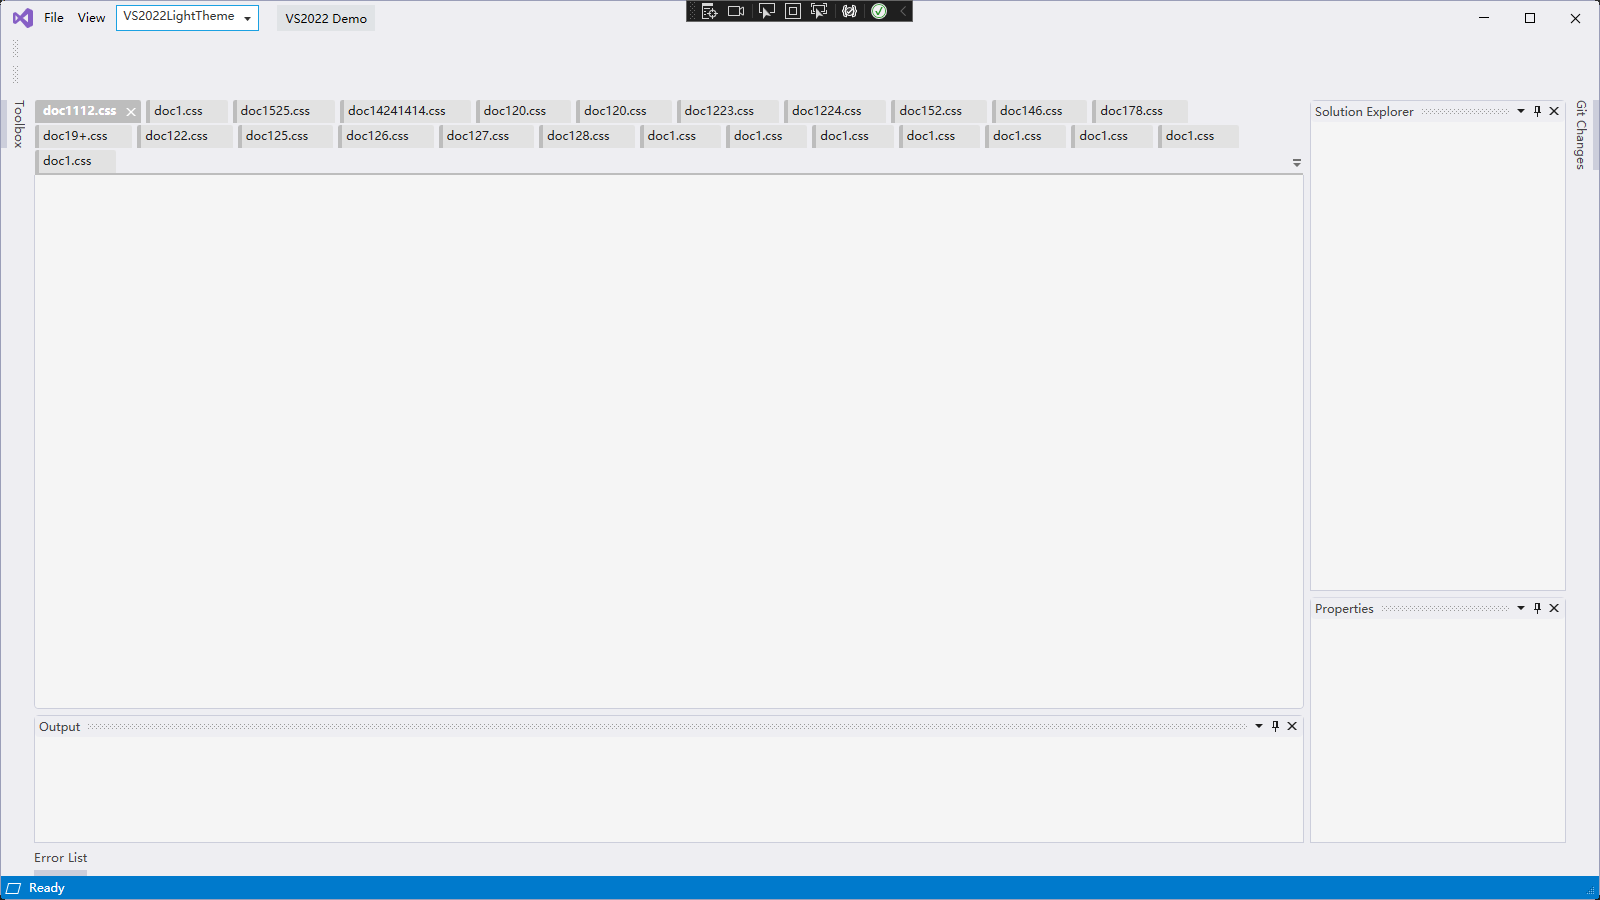 File View VS2022LightTheme VS2022 Demo
Toolbox
doc1112.css doc1.css doc1525.css doc14241414.css doc120.css doc120.css doc1223.css doc1224.css doc152.css doc146.css doc178.css
doc19+.css doc122.css doc125.css doc126.css doc127.css doc128.css doc1.css doc1.css doc1.css doc1.css doc1.css doc1.css doc1.css
doc1.css
Solution Explorer
Git Changes
Properties
Output
Error List
Ready